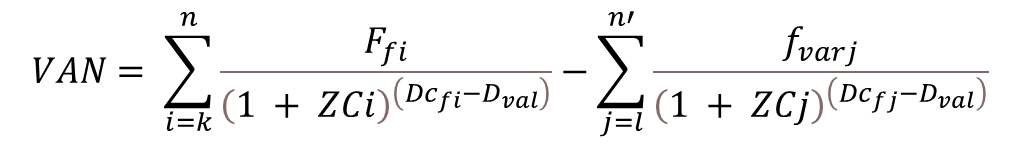 VAN = \sum_{i=k}^{n} \frac{F_{fi}}{(1 + ZCi)^{(Dc_{fi}-D_{val})}} - \sum_{j=l}^{n'} \frac{f_{varj}}{(1 + ZCj)^{(Dc_{fj}-D_{val})}}